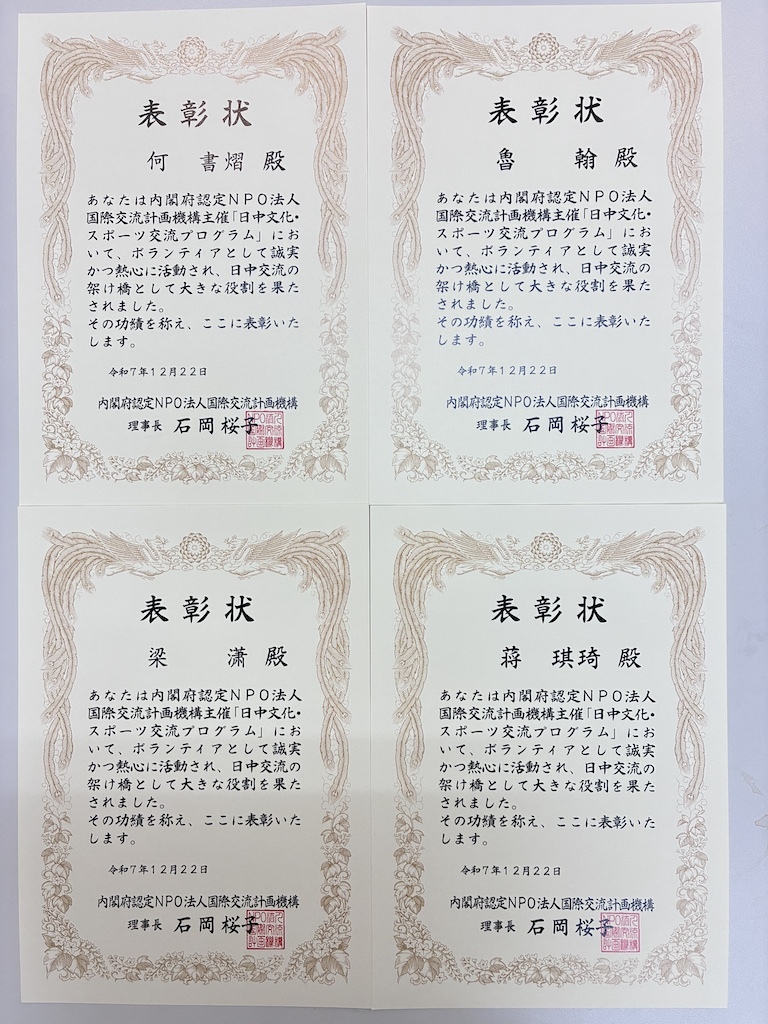 表彰状
何 書熠 殿
あなたは内閣府認定NPO法人
国際交流計画機構主催「日中文化・
スポーツ交流プログラム」にお
いて、ボランティアとして誠実
かつ熱心に活動され、日中交流の
架け橋として大きな役割を果た
されました。
その功績を称え、ここに表彰いた
します。
令和7年12月22日
内閣府認定NPO法人国際交流計画機構
理事長 石岡桜子
表彰状
魯 翰 殿
あなたは内閣府認定NPO法人
国際交流計画機構主催「日中文化・
スポーツ交流プログラム」にお
いて、ボランティアとして誠実
かつ熱心に活動され、日中交流の
架け橋として大きな役割を果た
されました。
その功績を称え、ここに表彰いた
します。
令和7年12月22日
内閣府認定NPO法人国際交流計画機構
理事長 石岡桜子
表彰状
梁 瀟 殿
あなたは内閣府認定NPO法人
国際交流計画機構主催「日中文化・
スポーツ交流プログラム」にお
いて、ボランティアとして誠実
かつ熱心に活動され、日中交流の
架け橋として大きな役割を果た
されました。
その功績を称え、ここに表彰いた
します。
令和7年12月22日
内閣府認定NPO法人国際交流計画機構
理事長 石岡桜子
表彰状
蒋 琪琦 殿
あなたは内閣府認定NPO法人
国際交流計画機構主催「日中文化・
スポーツ交流プログラム」にお
いて、ボランティアとして誠実
かつ熱心に活動され、日中交流の
架け橋として大きな役割を果た
されました。
その功績を称え、ここに表彰いた
します。
令和7年12月22日
内閣府認定NPO法人国際交流計画機構
理事長 石岡桜子